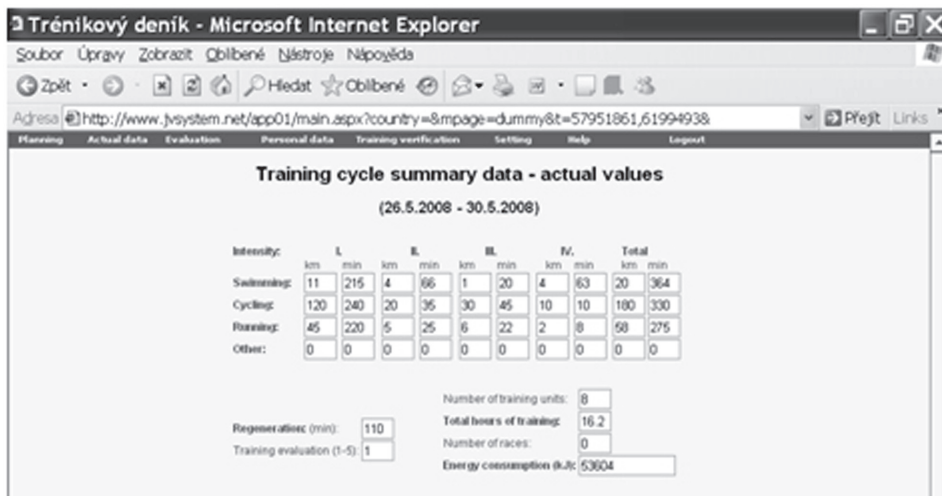 Trénikový deník - Microsoft Internet Explorer
Soubor Úpravy Zobrazit Oblíbené Nástroje Nápověda
Zpět Hledat Oblíbené
Adresa http://www.jvsystem.net/app01/main.aspx?country=&mpage=dummy&t=57951861,6199493& Přejít Links
Planning Actual data Evaluation Personal data Training verification Setting Help Logout
Training cycle summary data - actual values
(26.5.2008 - 30.5.2008)
Intensity: I. II. III. IV. Total
km min km min km min km min km min
Swimming: 11 215 4 66 1 20 4 63 20 364
Cycling: 120 240 20 35 30 45 10 10 180 330
Running: 45 220 5 25 6 22 2 8 58 275
Other: 0 0 0 0 0 0 0 0 0 0
Number of training units: 8
Regeneration: (min): 110 Total hours of training: 16.2
Training evaluation (1-5): 1 Number of races: 0
Energy consumption (kJ): 53604